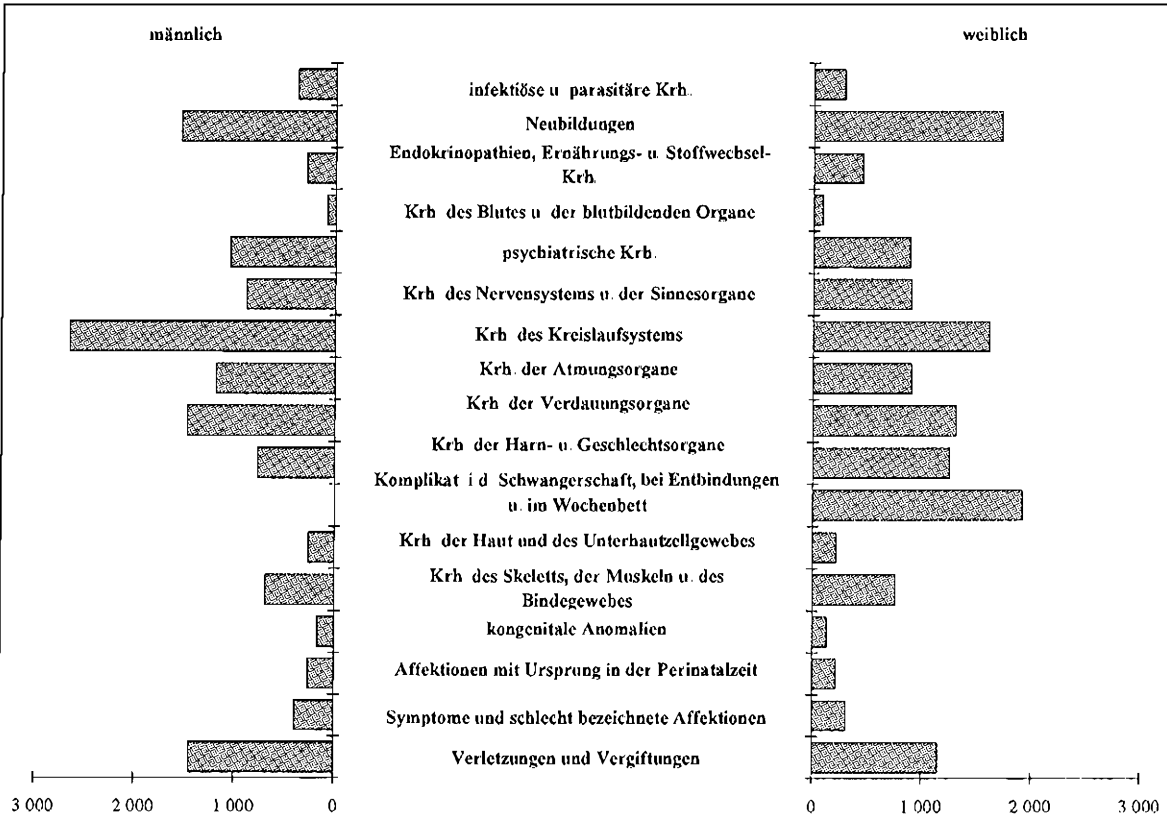 männlich
weiblich
infektiöse u parasitäre Krh.
Neubildungen
Endokrinopathien, Ernährungs- u. Stoffwechsel-
Krh.
Krh des Blutes u der blutbildenden Organe
psychiatrische Krh.
Krh des Nervensystems u. der Sinnesorgane
Krh des Kreislaufsystems
Krh. der Atmungsorgane
Krh der Verdauungsorgane
Krh der Harn- u. Geschlechtsorgane
Komplikat i d Schwangerschaft, bei Entbindungen
u. im Wochenbett
Krh der Haut und des Unterhautzellgewebes
Krh des Skeletts, der Muskeln u. des
Bindegewebes
kongenitale Anomalien
Affektionen mit Ursprung in der Perinatalzeit
Symptome und schlecht bezeichnete Affektionen
Verletzungen und Vergiftungen
3 000 2 000 1 000 0
0 1 000 2 000 3 000